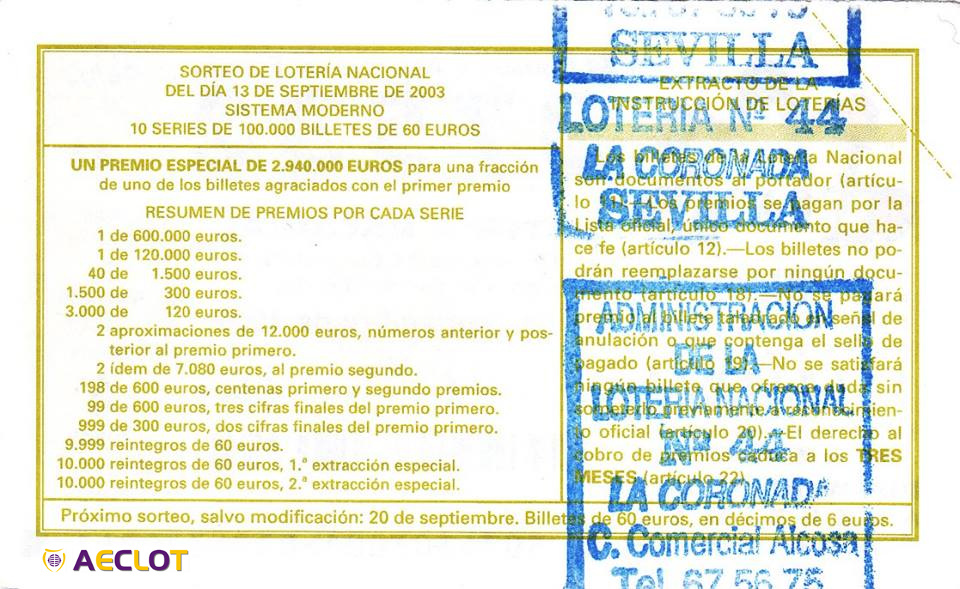 SORTEO DE LOTERÍA NACIONAL
DEL DÍA 13 DE SEPTIEMBRE DE 2003
SISTEMA MODERNO
10 SERIES DE 100.000 BILLETES DE 60 EUROS
UN PREMIO ESPECIAL DE 2.940.000 EUROS para una fracción
de uno de los billetes agraciados con el primer premio
RESUMEN DE PREMIOS POR CADA SERIE
1 de 600.000 euros.
1 de 120.000 euros.
40 de 1.500 euros.
1.500 de 300 euros.
3.000 de 120 euros.
2 aproximaciones de 12.000 euros, números anterior y pos-
terior al premio primero.
2 ídem de 7.080 euros, al premio segundo.
198 de 600 euros, centenas primero y segundo premios.
99 de 600 euros, tres cifras finales del premio primero.
999 de 300 euros, dos cifras finales del premio primero.
9.999 reintegros de 60 euros.
10.000 reintegros de 60 euros, 1.ª extracción especial.
10.000 reintegros de 60 euros, 2.ª extracción especial.
EXTRACTO DE LA
INSTRUCCIÓN DE LOTERÍAS
Los billetes de la Lotería Nacional
son documentos al portador (artícu-
lo 11).—Los premios se pagan por la
Lista oficial, único documento que ha-
ce fe (artículo 12).—Los billetes no po-
drán reemplazarse por ningún docu-
mento (artículo 18).—No se pagará
premio al billete taladrado en señal de
anulación o que contenga el sello de
pagado (artículo 19).—No se satisfará
ningún billete que ofrezca duda sin
someterlo previamente a reconocimien-
to oficial (artículo 20).—El derecho al
cobro de premios caduca a los TRES
MESES (artículo 22).
Próximo sorteo, salvo modificación: 20 de septiembre. Billetes de 60 euros, en décimos de 6 euros.
SEVILLA
LOTERIA Nº 44
LA CORONADA
SEVILLA
ADMINISTRACION
DE LA
LOTERIA NACIONAL
Nº 44
LA CORONADA
C. Comercial Alcosa
Tel. 67 56 75
AECLOT